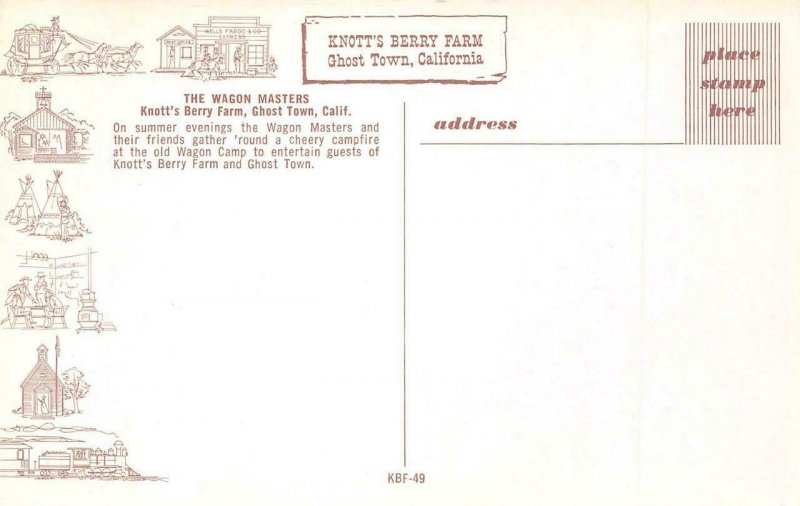 WELLS FARGO & CO
EXPRESS
KNOTT'S BERRY FARM
Ghost Town, California
place
stamp
here
THE WAGON MASTERS
Knott's Berry Farm, Ghost Town, Calif.
On summer evenings the Wagon Masters and
their friends gather 'round a cheery campfire
at the old Wagon Camp to entertain guests of
Knott's Berry Farm and Ghost Town.
address
KBF-49